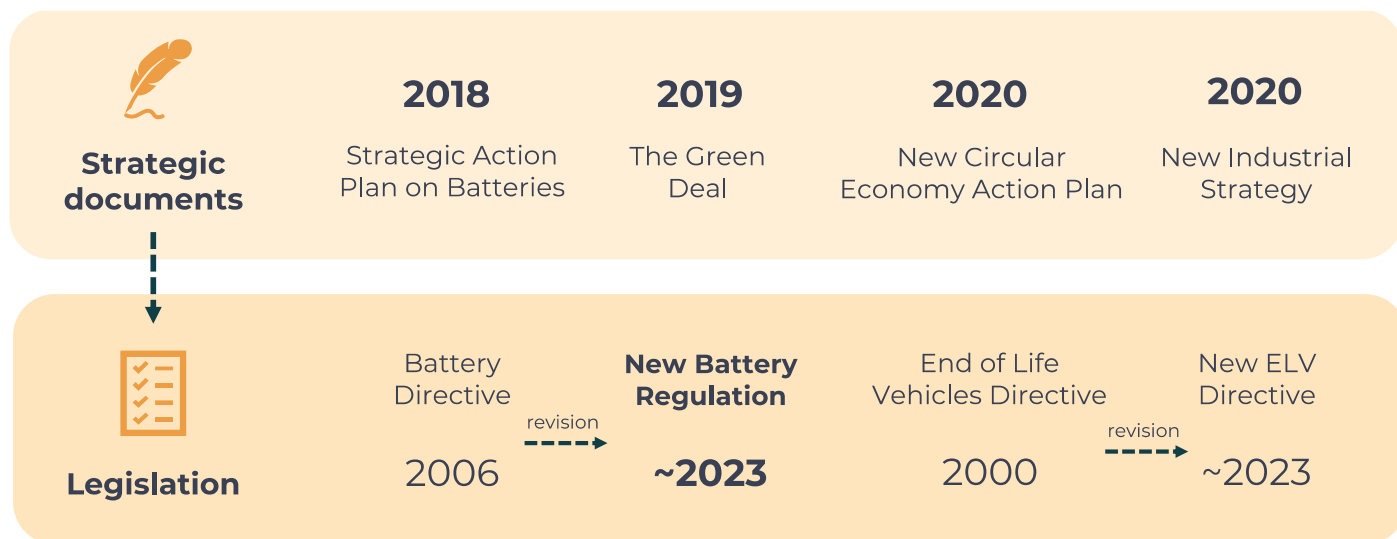 Strategic
documents
2018
Strategic Action
Plan on Batteries
2019
The Green
Deal
2020
New Circular
Economy Action Plan
2020
New Industrial
Strategy
Legislation
Battery
Directive
2006
revision
New Battery
Regulation
~2023
End of Life
Vehicles Directive
2000
revision
New ELV
Directive
~2023